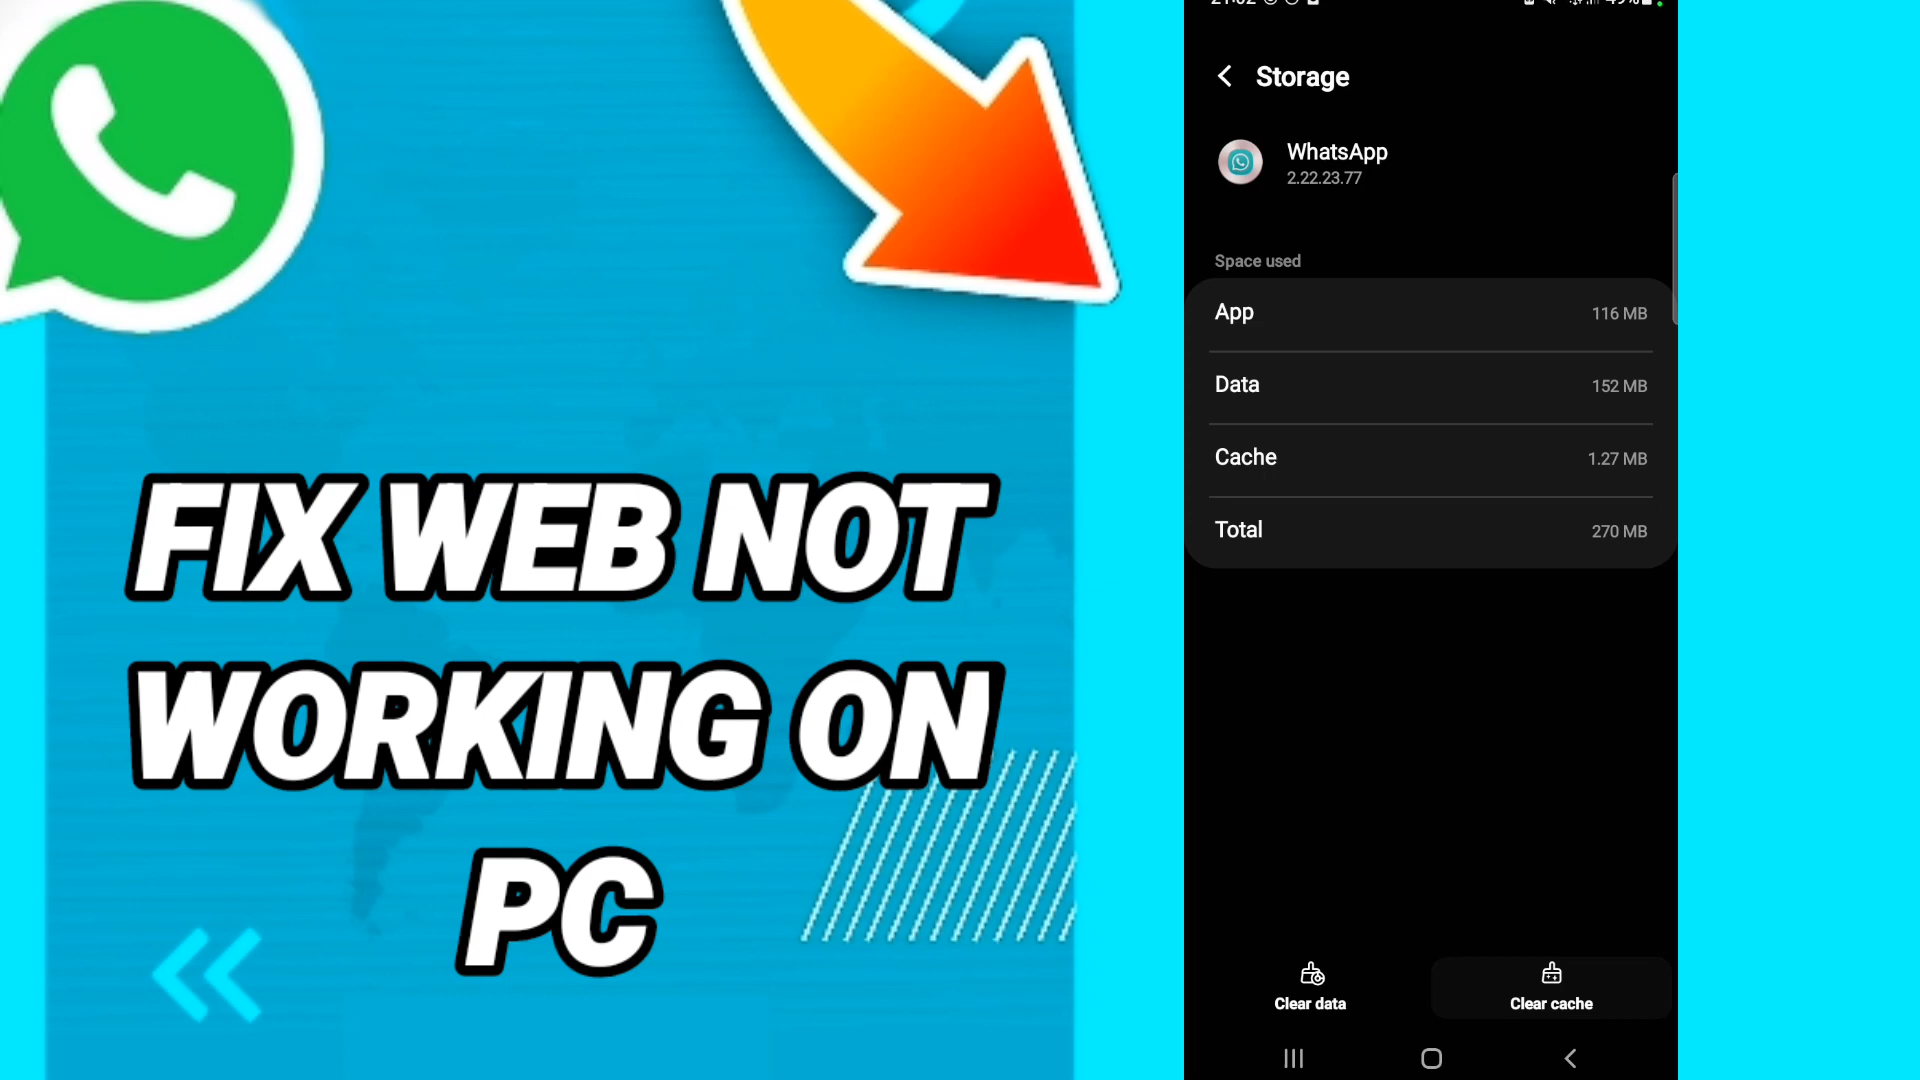 FIX WEB NOT
WORKING ON
PC
Storage
WhatsApp
2.22.23.77
Space used
App 116 MB
Data 152 MB
Cache 1.27 MB
Total 270 MB
Clear data Clear cache